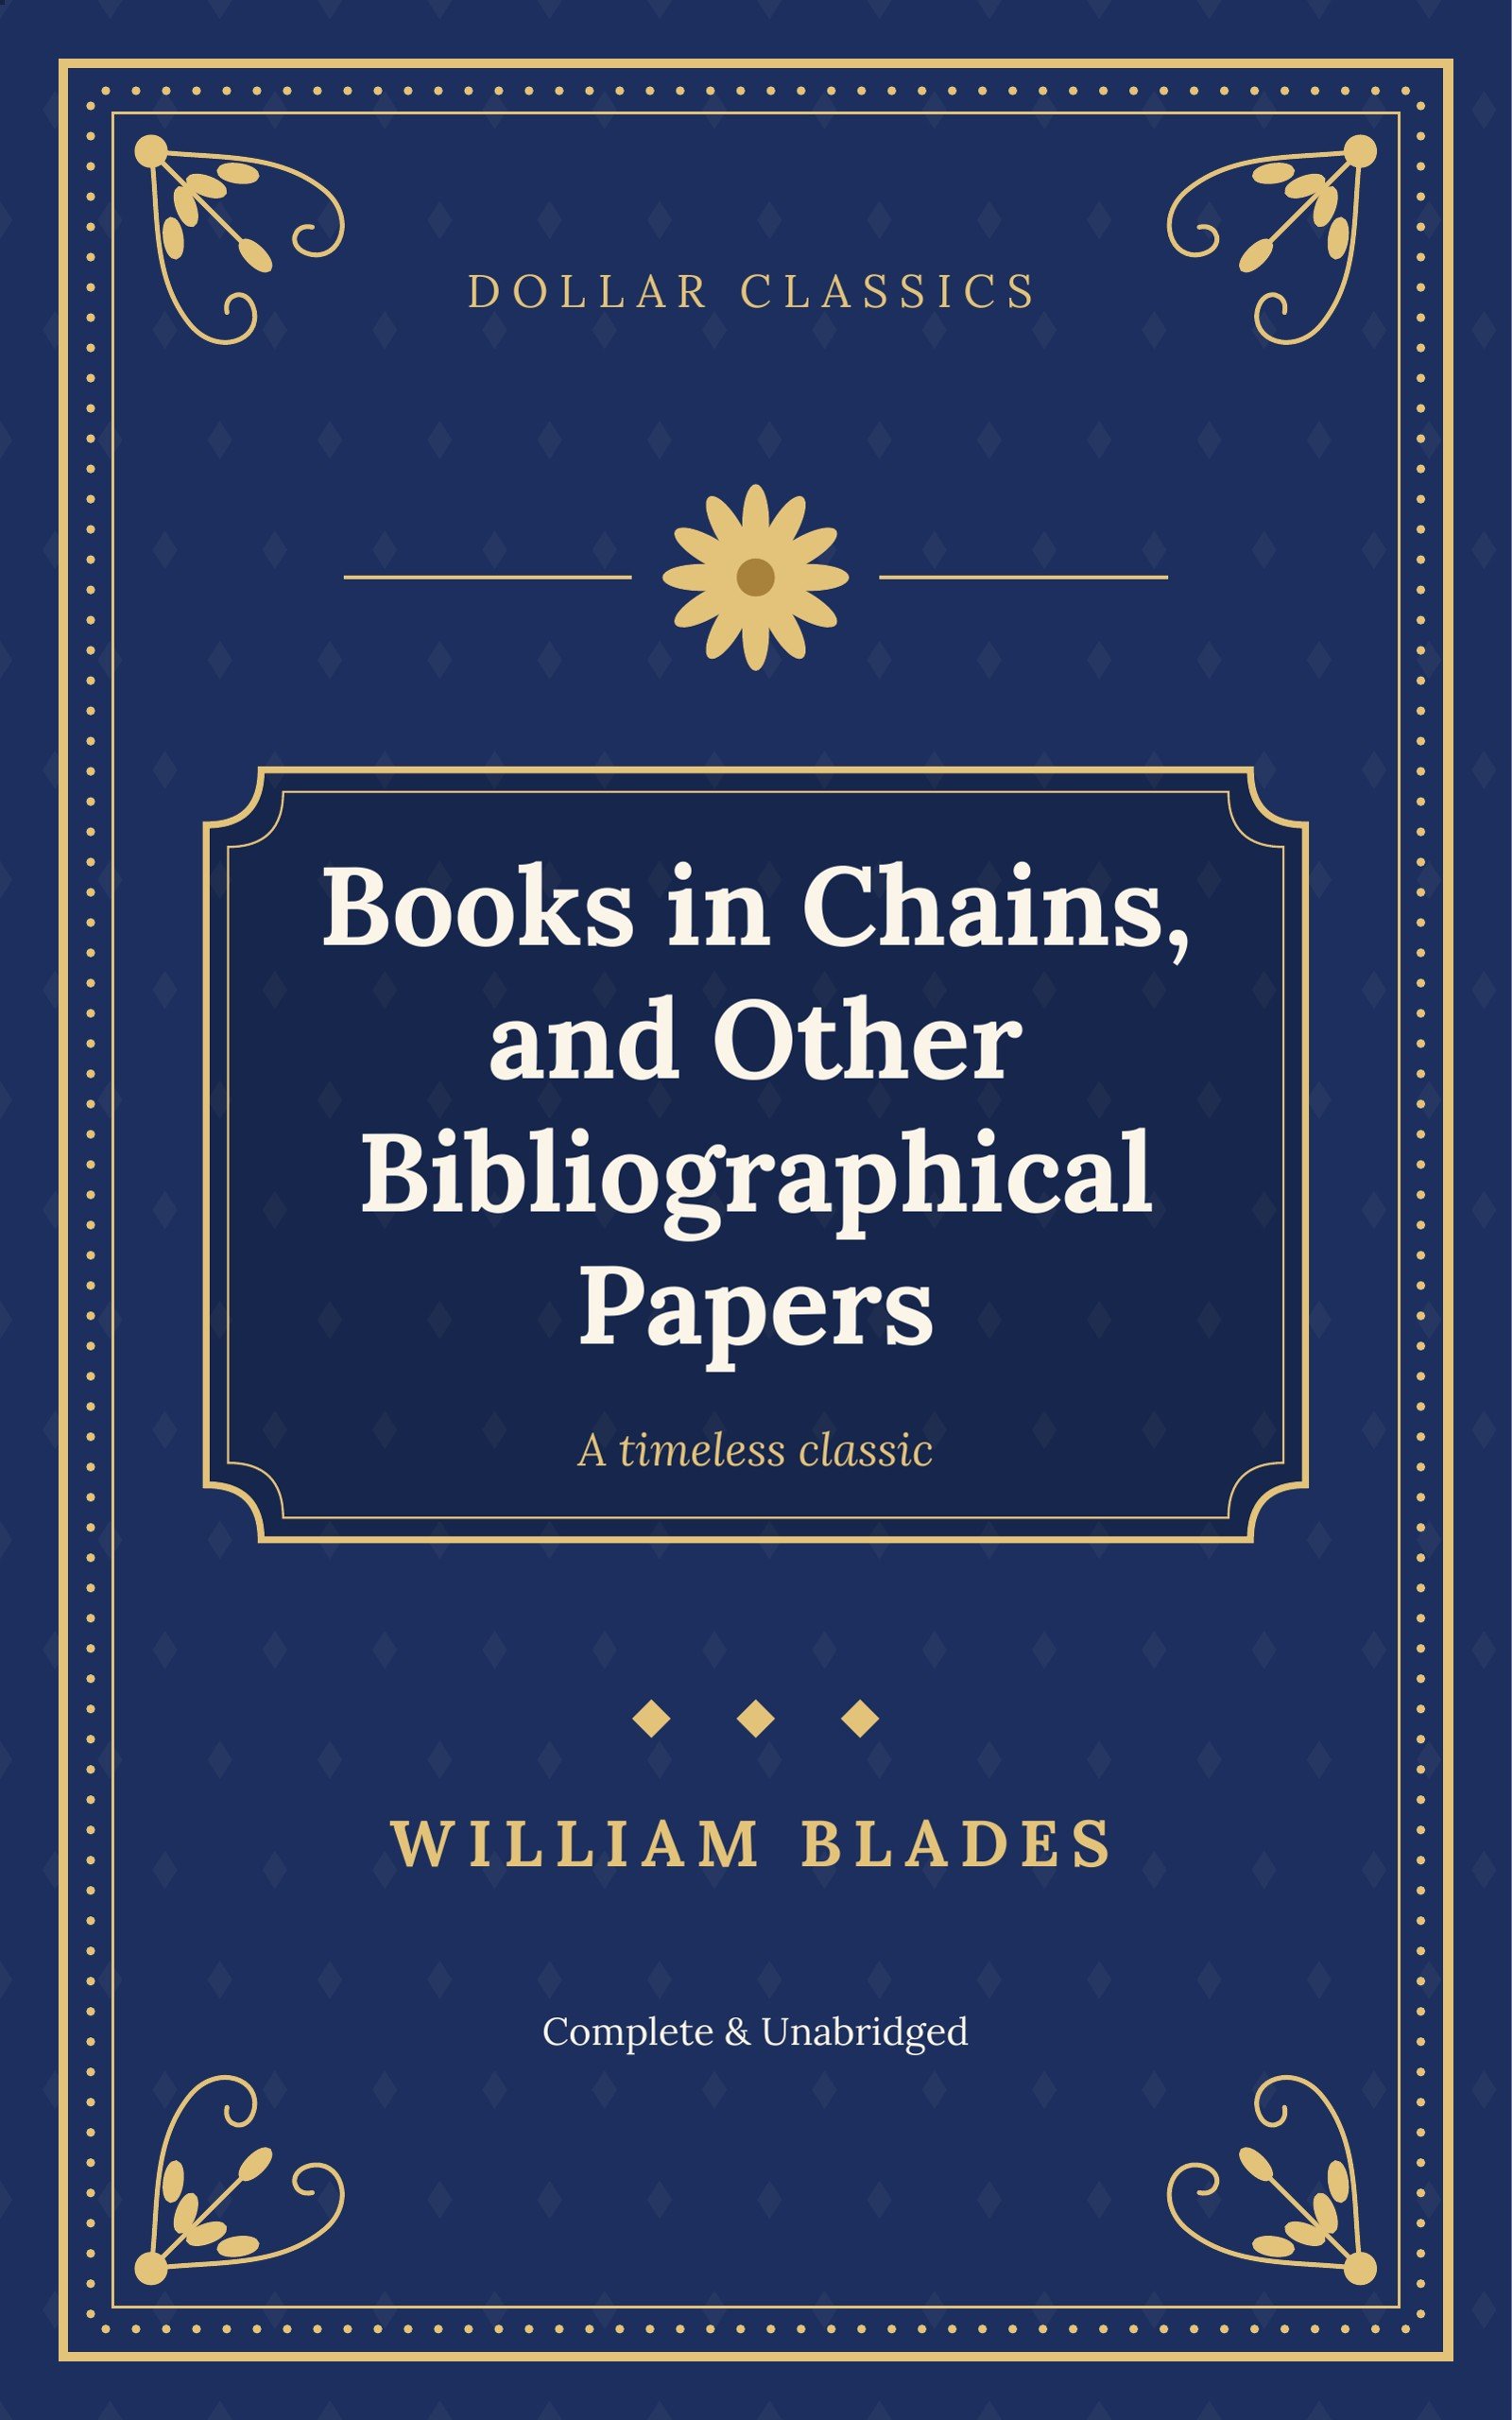 DOLLAR CLASSICS
Books in Chains,
and Other
Bibliographical
Papers
A timeless classic
WILLIAM BLADES
Complete & Unabridged